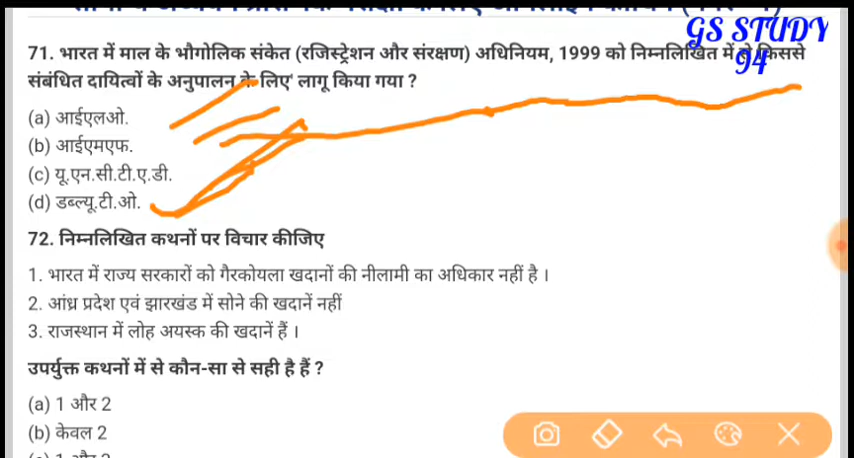 GS STUDY
94
71. भारत में माल के भौगोलिक संकेत (रजिस्ट्रेशन और संरक्षण) अधिनियम, 1999 को निम्नलिखित में से किससे
संबंधित दायित्वों के अनुपालन के लिए' लागू किया गया ?
(a) आईएलओ.
(b) आईएमएफ.
(c) यू.एन.सी.टी.ए.डी.
(d) डब्ल्यू.टी.ओ.
72. निम्नलिखित कथनों पर विचार कीजिए
1. भारत में राज्य सरकारों को गैरकोयला खदानों की नीलामी का अधिकार नहीं है ।
2. आंध्र प्रदेश एवं झारखंड में सोने की खदानें नहीं
3. राजस्थान में लोह अयस्क की खदानें हैं ।
उपर्युक्त कथनों में से कौन-सा से सही है हैं ?
(a) 1 और 2
(b) केवल 2